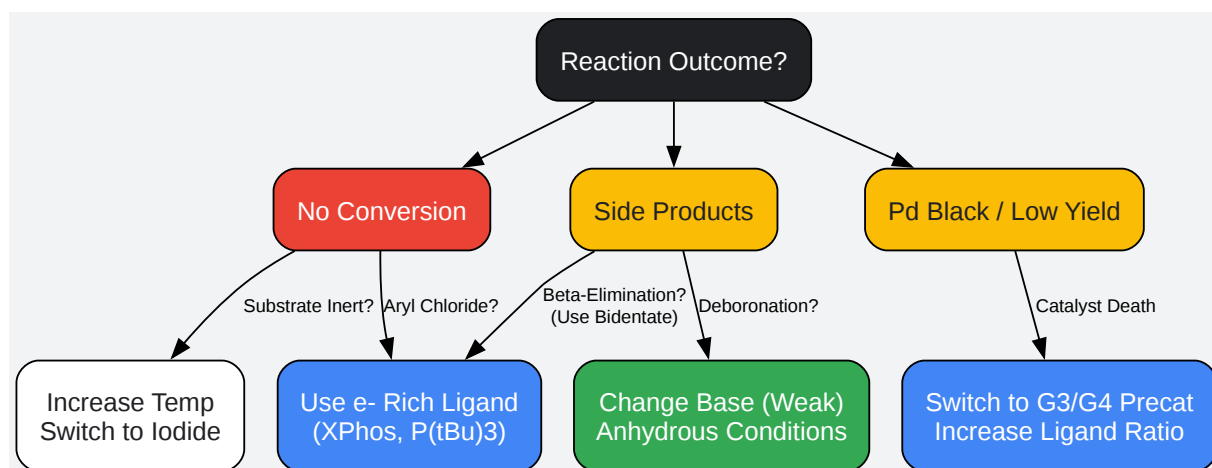 Reaction Outcome?
No Conversion
Side Products
Pd Black / Low Yield
Substrate Inert?
Aryl Chloride?
Beta-Elimination?
(Use Bidentate)
Deboronation?
Catalyst Death
Increase Temp
Switch to Iodide
Use e- Rich Ligand
(XPhos, P(tBu)3)
Change Base (Weak)
Anhydrous Conditions
Switch to G3/G4 Precat
Increase Ligand Ratio